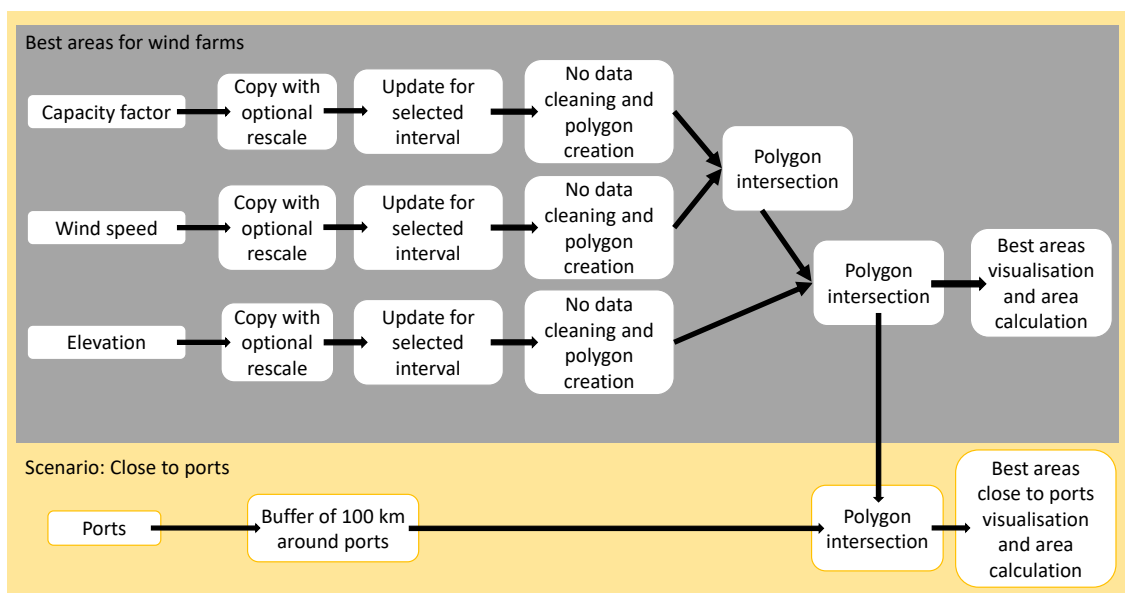 Best areas for wind farms
Capacity factor
Copy with
optional
rescale
Update for
selected
interval
No data
cleaning and
polygon
creation
Polygon
intersection
Wind speed
Copy with
optional
rescale
Update for
selected
interval
No data
cleaning and
polygon
creation
Polygon
intersection
Best areas
visualisation
and area
calculation
Elevation
Copy with
optional
rescale
Update for
selected
interval
No data
cleaning and
polygon
creation
Scenario: Close to ports
Ports
Buffer of 100 km
around ports
Polygon
intersection
Best areas
close to ports
visualisation
and area
calculation